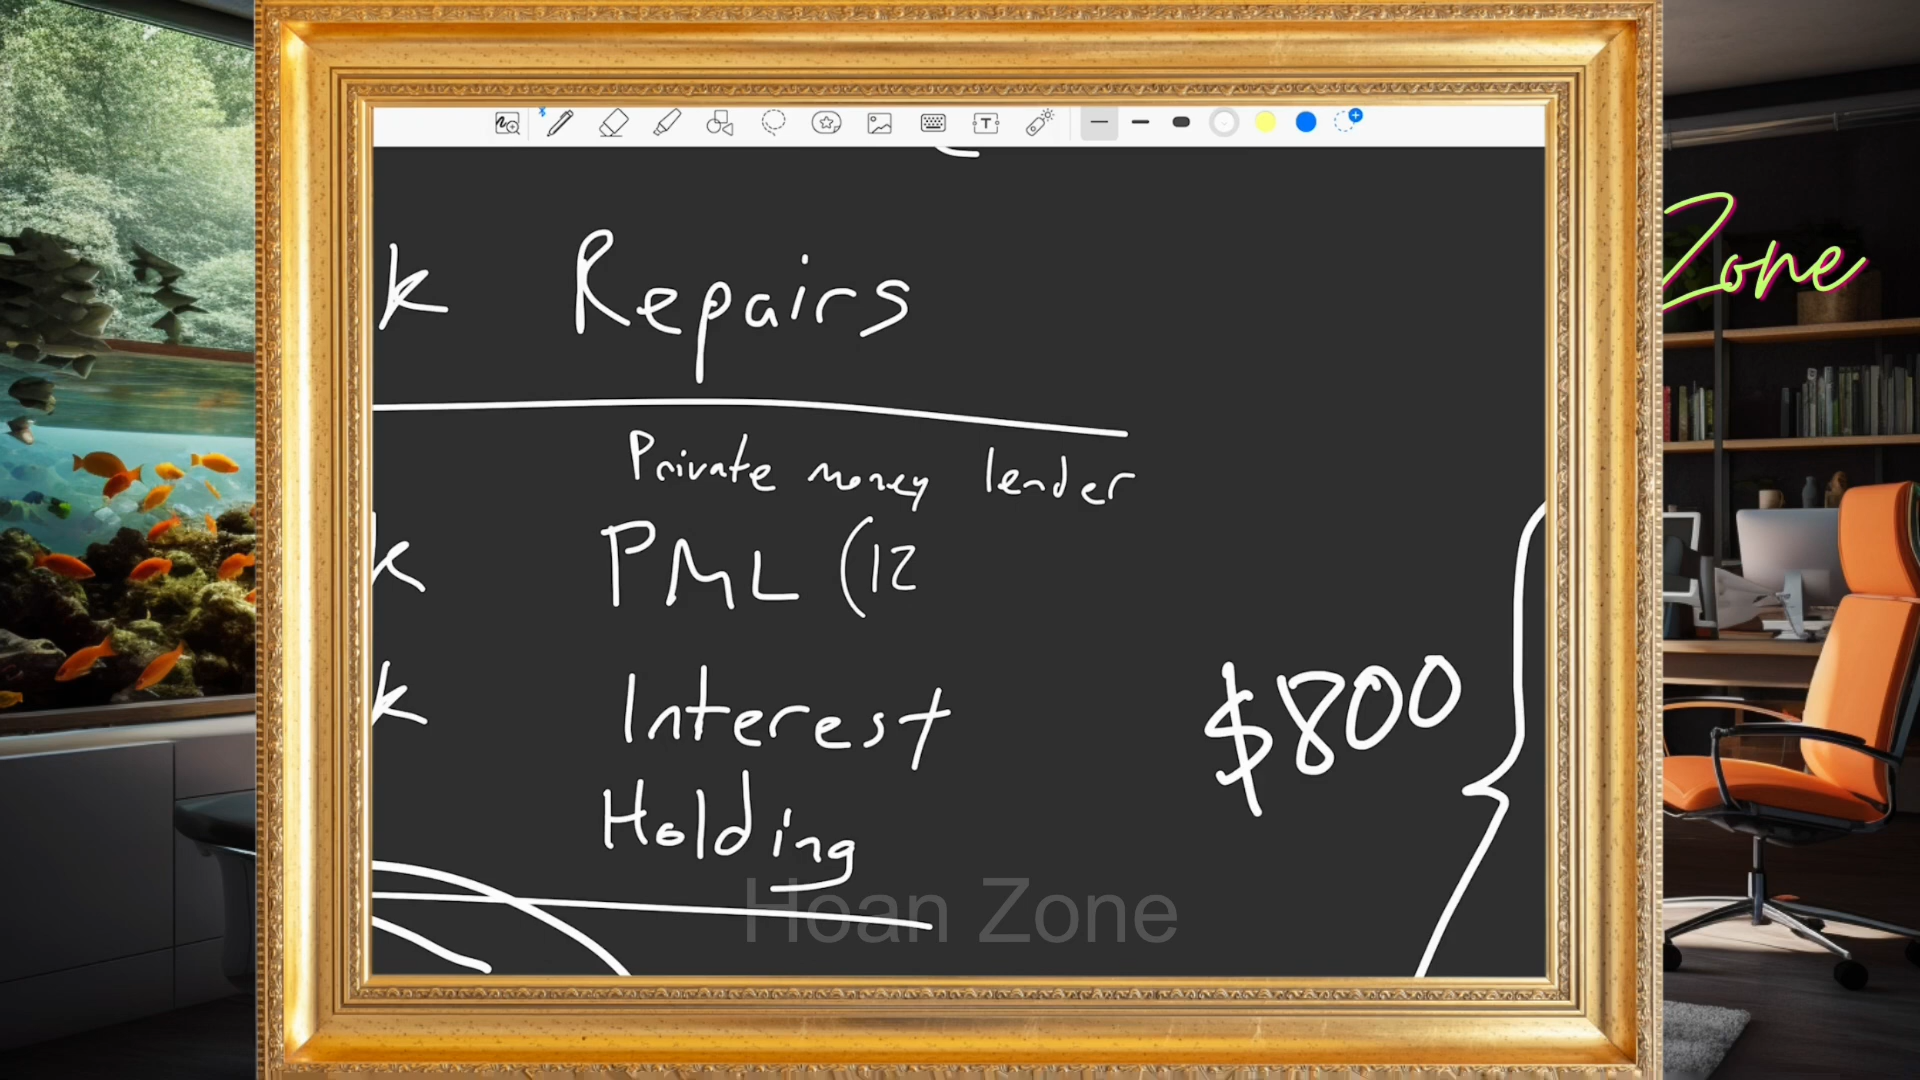 Zone
k Repairs
Private money lender
k PML (12
k Interest
$800
Holding
Hoan Zone